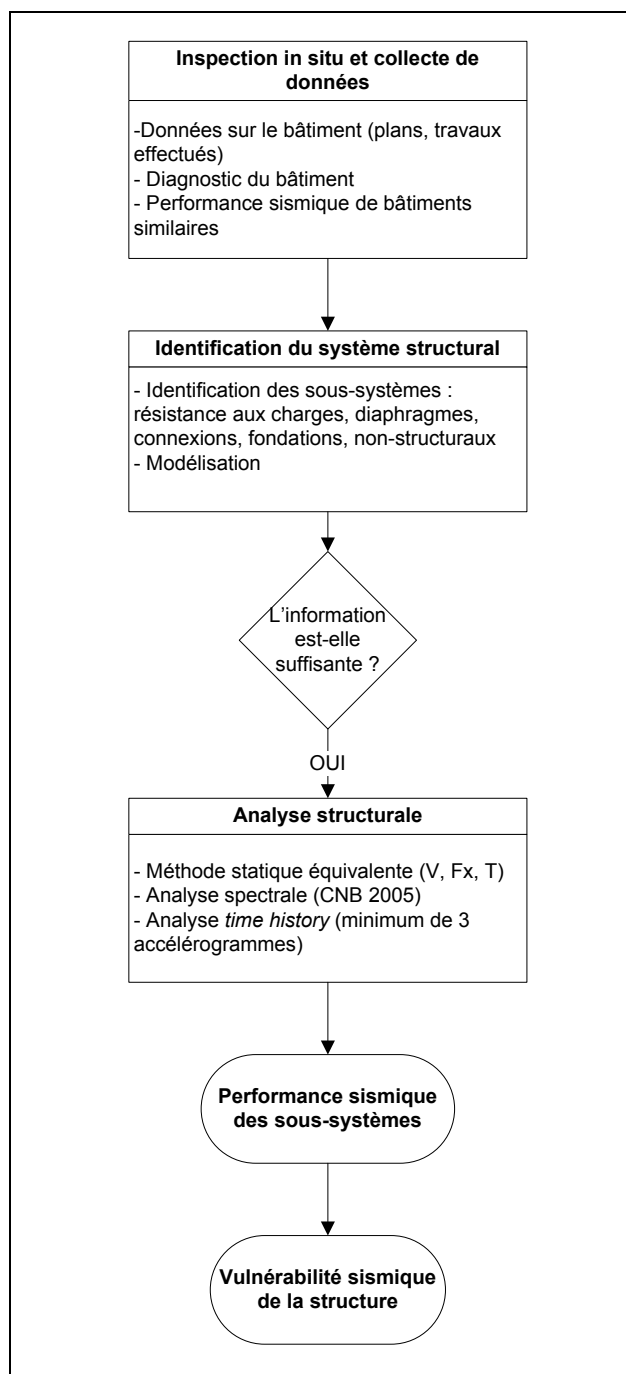 Inspection in situ et collecte de
données
-Données sur le bâtiment (plans, travaux
effectués)
- Diagnostic du bâtiment
- Performance sismique de bâtiments
similaires
Identification du système structural
- Identification des sous-systèmes :
résistance aux charges, diaphragmes,
connexions, fondations, non-structuraux
- Modélisation
L'information
est-elle
suffisante ?
OUI
Analyse structurale
- Méthode statique équivalente (V, Fx, T)
- Analyse spectrale (CNB 2005)
- Analyse time history (minimum de 3
accélérogrammes)
Performance sismique
des sous-systèmes
Vulnérabilité sismique
de la structure